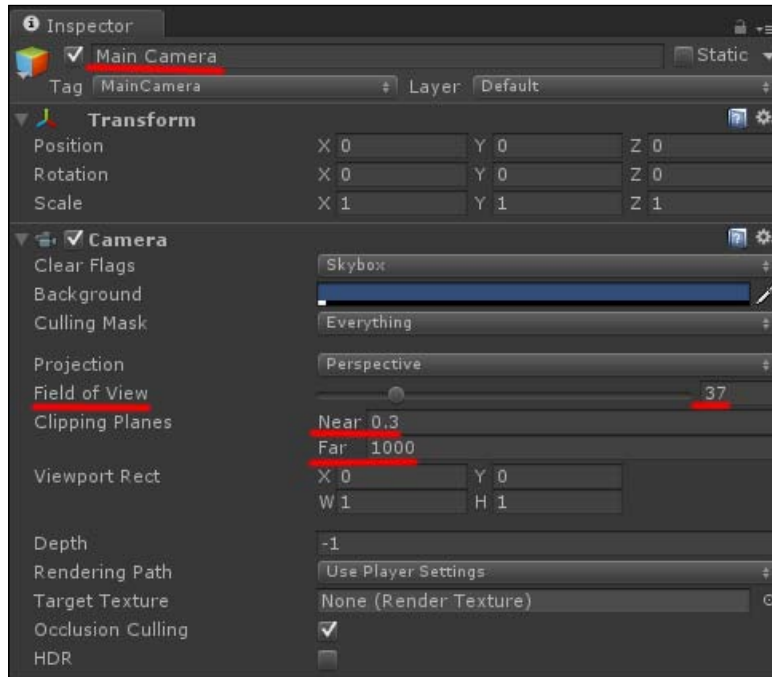 Inspector
Main Camera Static
Tag MainCamera Layer Default
Transform
Position X 0 Y 0 Z 0
Rotation X 0 Y 0 Z 0
Scale X 1 Y 1 Z 1
Camera
Clear Flags Skybox
Background
Culling Mask Everything
Projection Perspective
Field of View 37
Clipping Planes Near 0.3
Far 1000
Viewport Rect X 0 Y 0
W 1 H 1
Depth -1
Rendering Path Use Player Settings
Target Texture None (Render Texture)
Occlusion Culling
HDR